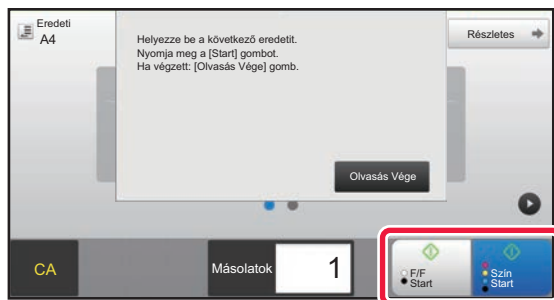 Eredeti
A4
Helyezze be a következő eredetit.
Nyomja meg a [Start] gombot.
Ha végzett: [Olvasás Vége] gomb.
Részletes
Olvasás Vége
CA
Másolatok
1
F/F
Start
Szín
Start